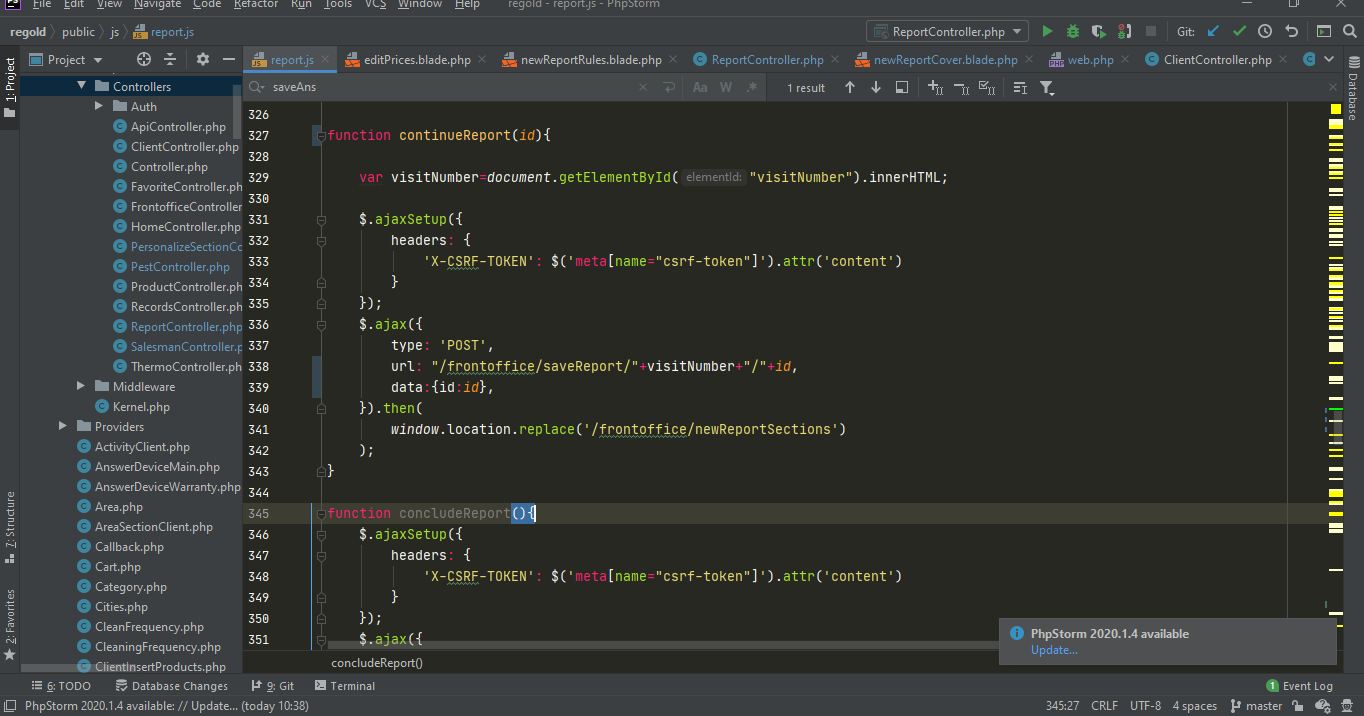 File Edit View Navigate Code Refactor Run Tools VCS Window Help regold - report.js - PhpStorm
regold public js report.js ReportController.php Git:
Project report.js editPrices.blade.php newReportRules.blade.php ReportController.php newReportCover.blade.php web.php ClientController.php
saveAns Aa W .* 1 result
1: Project
Database
Controllers
Auth
ApiController.php
ClientController.php
Controller.php
FavoriteController.ph
FrontofficeController
HomeController.php
PersonalizeSectionCo
PestController.php
ProductController.ph
RecordsController.ph
ReportController.php
SalesmanController.p
ThermoController.ph
Middleware
Kernel.php
Providers
ActivityClient.php
AnswerDeviceMain.php
AnswerDeviceWarranty.php
Area.php
AreaSectionClient.php
Callback.php
Cart.php
Category.php
Cities.php
CleanFrequency.php
CleaningFrequency.php
ClientInsertProducts.php
7: Structure
2: Favorites
326
327 function continueReport(id){
328
329 var visitNumber=document.getElementById( elementId: "visitNumber").innerHTML;
330
331 $.ajaxSetup({
332 headers: {
333 'X-CSRF-TOKEN': $('meta[name="csrf-token"]').attr('content')
334 }
335 });
336 $.ajax({
337 type: 'POST',
338 url: "/frontoffice/saveReport/"+visitNumber+"/"+id,
339 data:{id:id},
340 }).then(
341 window.location.replace('/frontoffice/newReportSections')
342 );
343 }
344
345 function concludeReport(){
346 $.ajaxSetup({
347 headers: {
348 'X-CSRF-TOKEN': $('meta[name="csrf-token"]').attr('content')
349 }
350 });
351 $.ajax({
concludeReport()
PhpStorm 2020.1.4 available
Update...
6: TODO Database Changes 9: Git Terminal 1 Event Log
PhpStorm 2020.1.4 available: // Update... (today 10:38) 345:27 CRLF UTF-8 4 spaces master